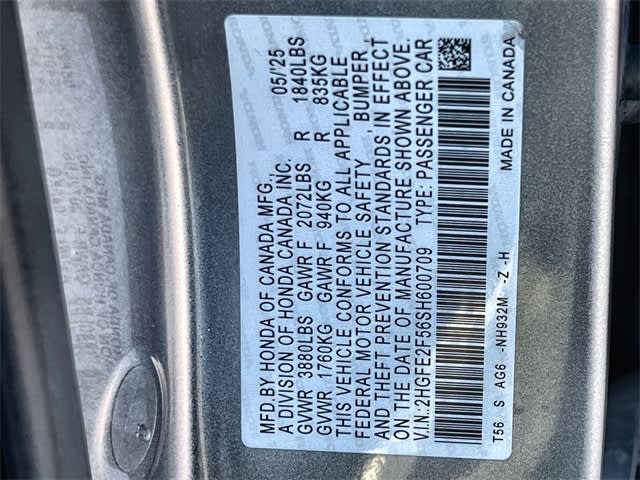 MFD.BY HONDA OF CANADA MFG., 05/'25
A DIVISION OF HONDA CANADA INC.
GVWR 3880LBS GAWR F 2072LBS R 1840LBS
GVWR 1760KG GAWR F 940KG R 835KG
THIS VEHICLE CONFORMS TO ALL APPLICABLE
FEDERAL MOTOR VEHICLE SAFETY, BUMPER,
AND THEFT PREVENTION STANDARDS IN EFFECT
ON THE DATE OF MANUFACTURE SHOWN ABOVE.
V.I.N.:2HGFE2F56SH600709 TYPE: PASSENGER CAR
T56 S AG6 -NH932M -Z -H MADE IN CANADA